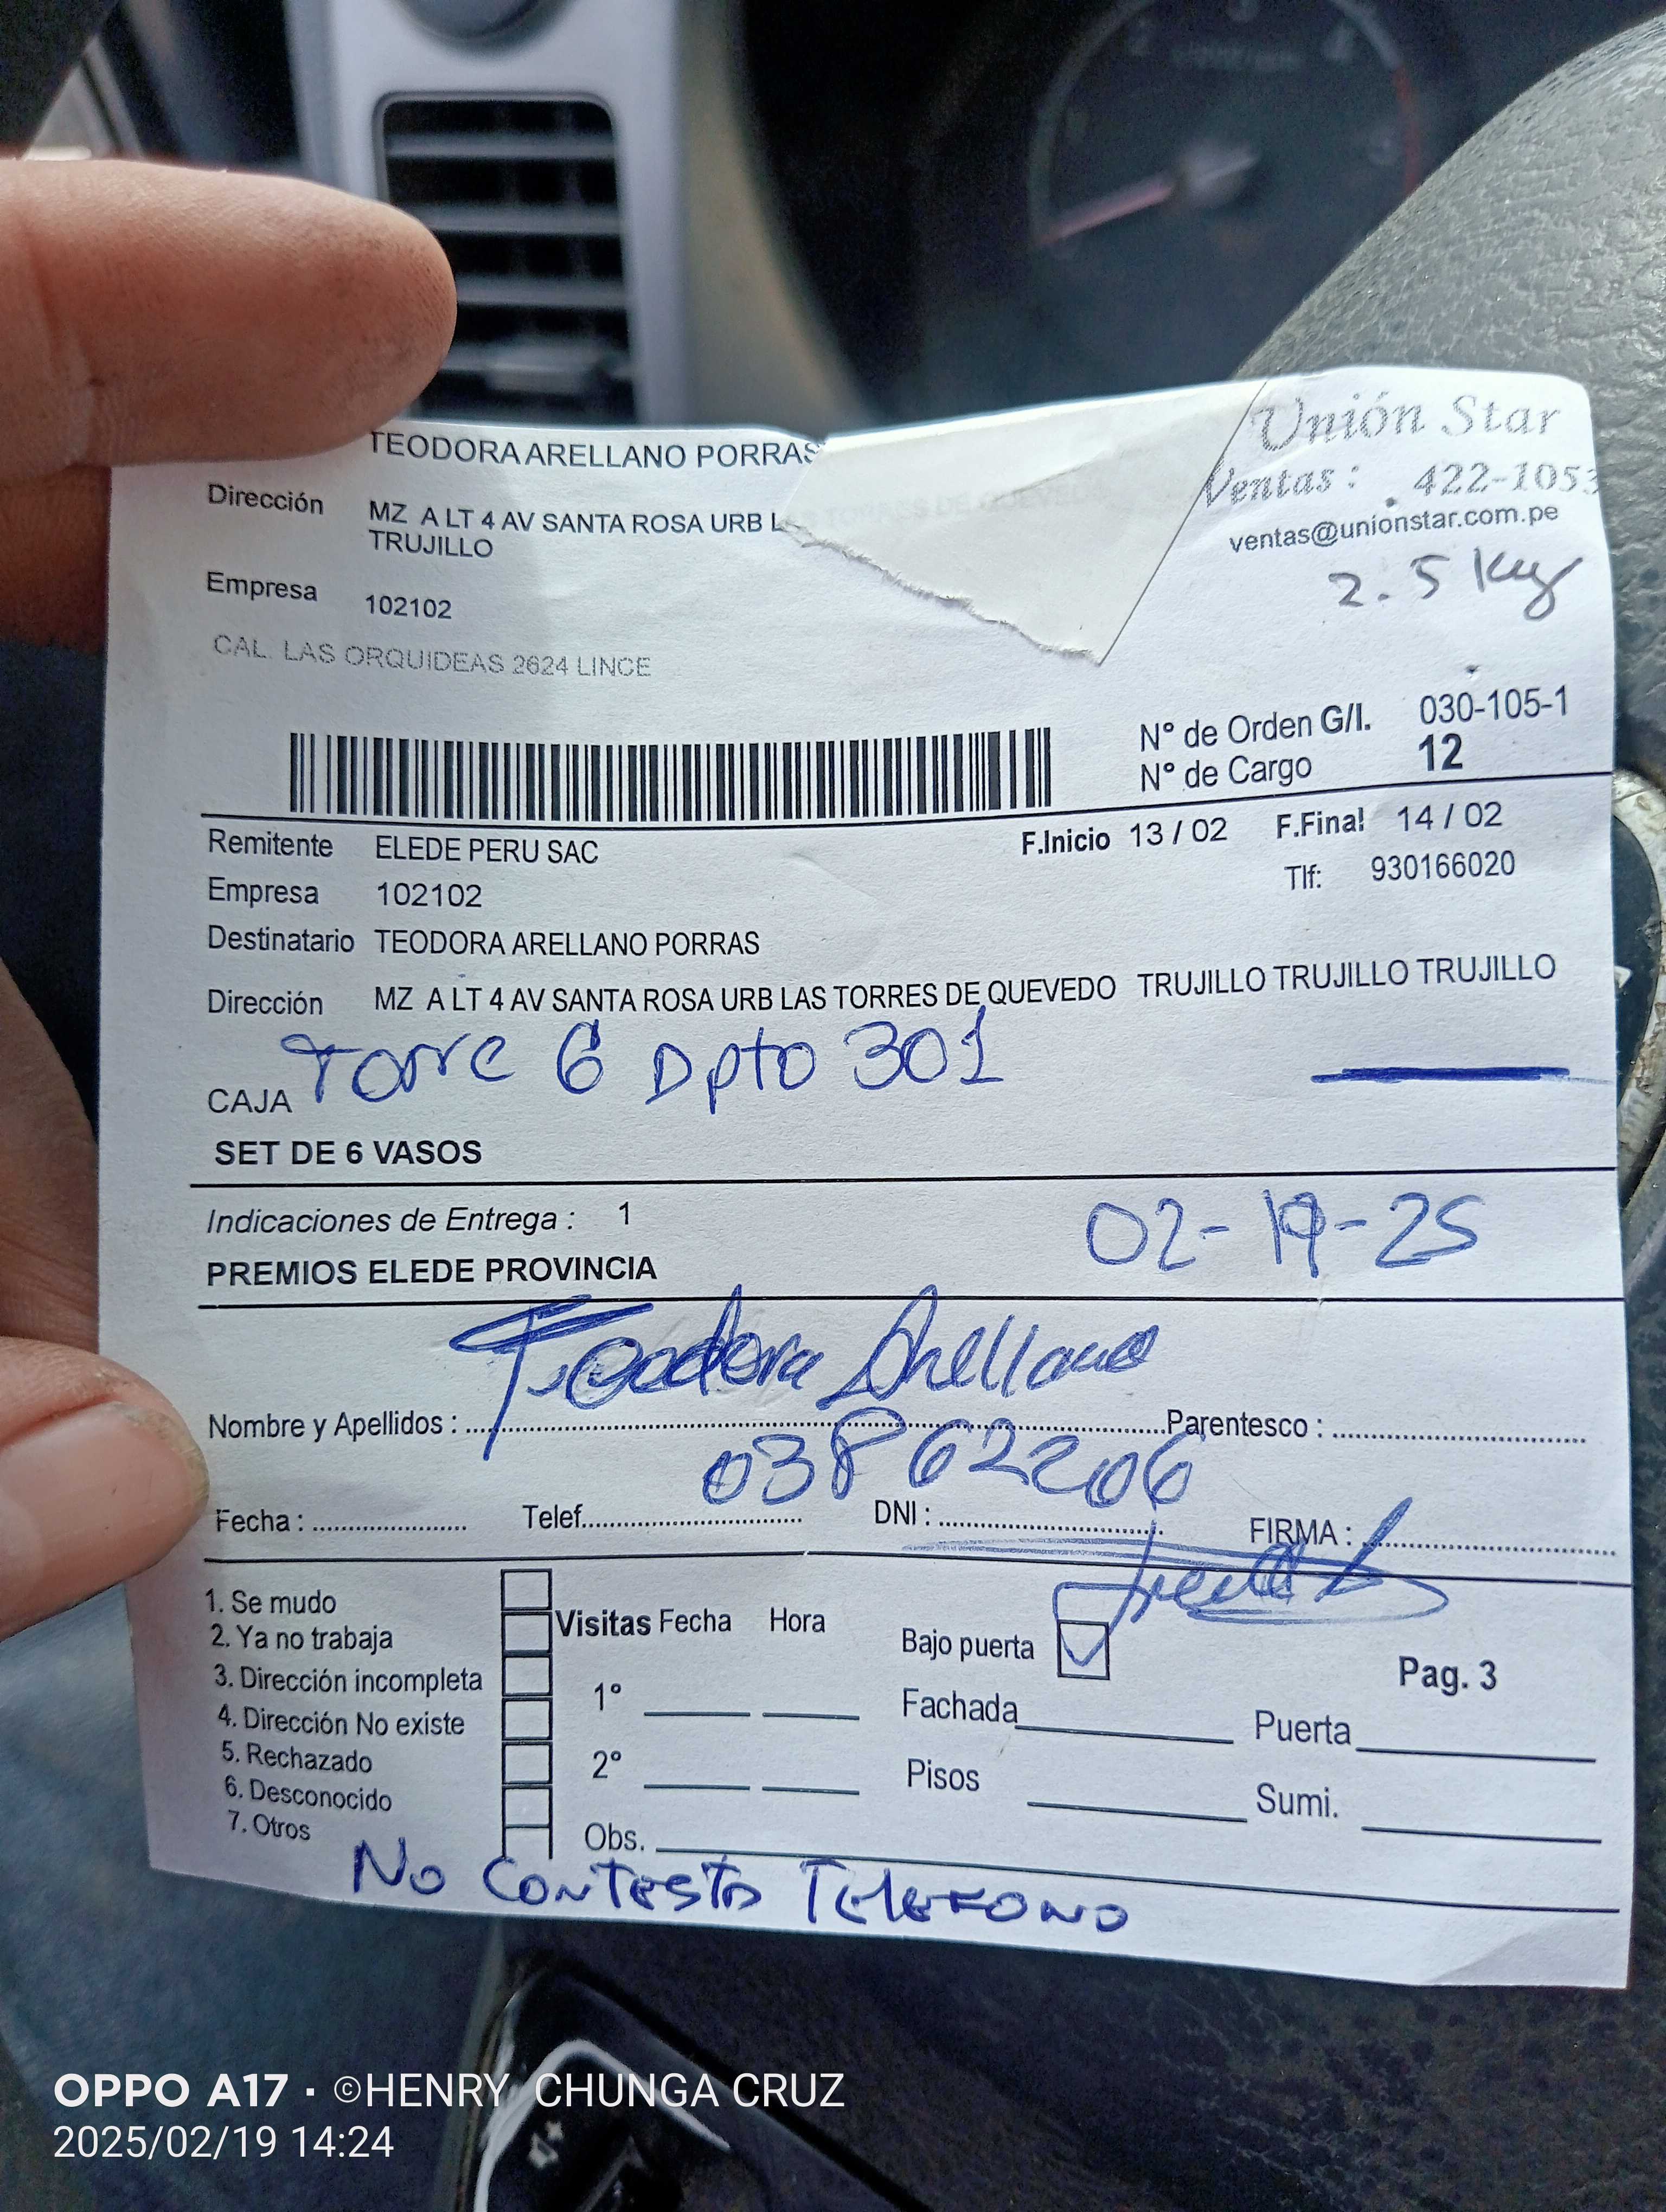 TEODORA ARELLANO PORRAS
Unión Star
Ventas : 422-1053
ventas@unionstar.com.pe
2.5 Kg
Dirección MZ A LT 4 AV SANTA ROSA URB L
TRUJILLO
Empresa 102102
CAL. LAS ORQUIDEAS 2624 LINCE
N° de Orden G/I. 030-105-1
N° de Cargo 12
Remitente ELEDE PERU SAC F.Inicio 13 / 02 F.Final 14 / 02
Empresa 102102 Tlf: 930166020
Destinatario TEODORA ARELLANO PORRAS
Dirección MZ A LT 4 AV SANTA ROSA URB LAS TORRES DE QUEVEDO TRUJILLO TRUJILLO TRUJILLO
Torre 6 Dpto 301
CAJA
SET DE 6 VASOS
Indicaciones de Entrega : 1
02-19-25
PREMIOS ELEDE PROVINCIA
Teodora Arellano
Nombre y Apellidos : Parentesco :
03862206
Fecha : Telef. DNI : FIRMA :
1. Se mudo
2. Ya no trabaja
3. Dirección incompleta
4. Dirección No existe
5. Rechazado
6. Desconocido
7. Otros
Visitas Fecha Hora
1°
2°
Obs.
Bajo puerta
Pag. 3
Fachada Puerta
Pisos Sumi.
No Contesta Telefono
OPPO A17 · ©HENRY CHUNGA CRUZ
2025/02/19 14:24